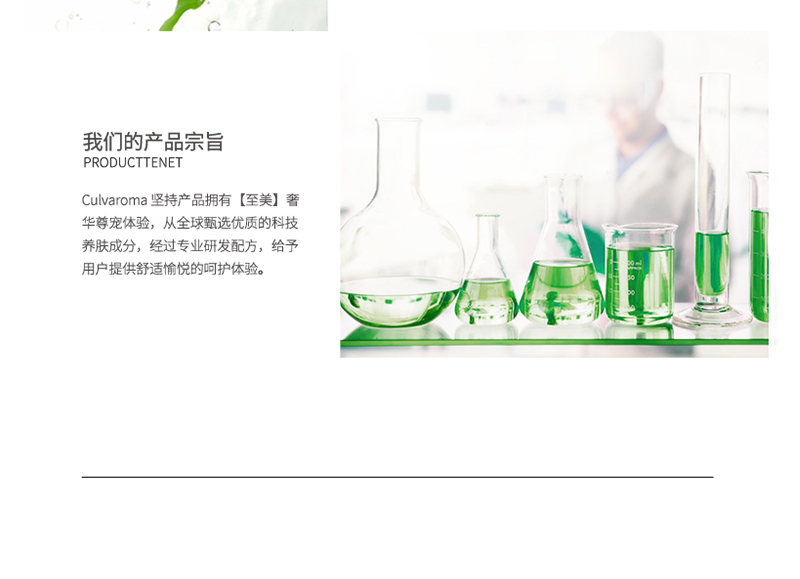 我们的产品宗旨
PRODUCTTENET
Culvaroma 坚持产品拥有【至美】奢
华尊宠体验，从全球甄选优质的科技
养肤成分，经过专业研发配方，给予
用户提供舒适愉悦的呵护体验。